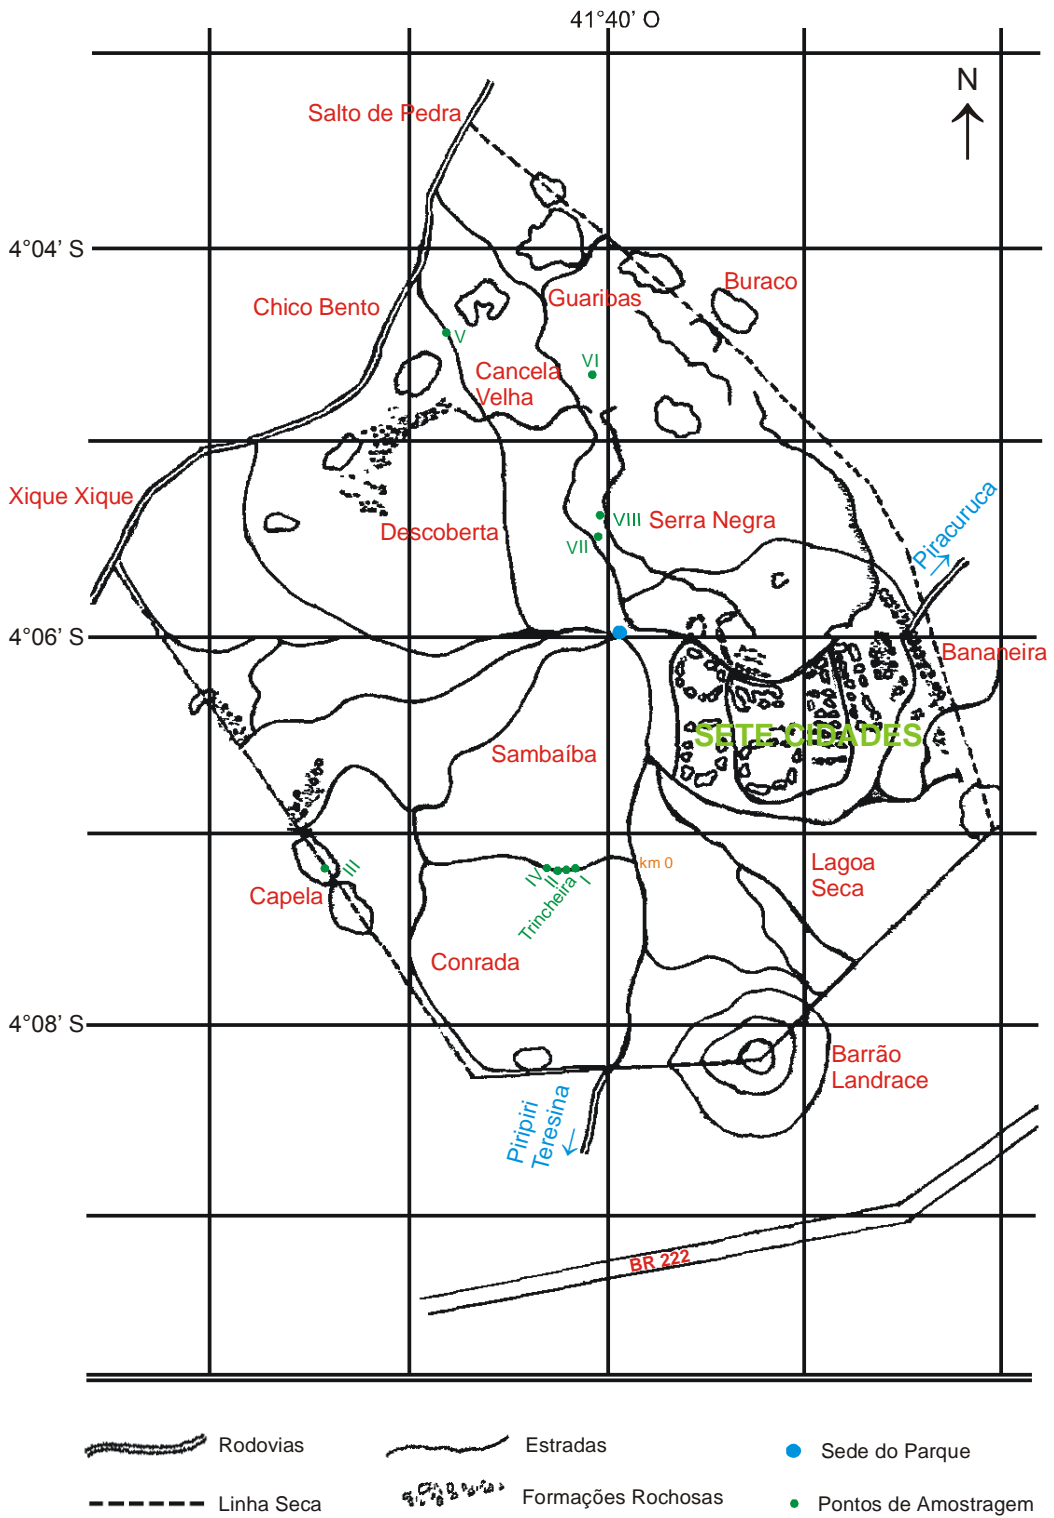 41°40' O
N
Salto de Pedra
4°04' S
Buraco
Guaribas
Chico Bento
V
VI
Cancela
Velha
Xique Xique
Piracuruca
VIII
Serra Negra
Descoberta
VII
4°06' S
Bananeira
SETE CIDADES
Sambaíba
km 0
Lagoa
Seca
III
IV
II
I
Trincheira
Capela
Conrada
4°08' S
Barrão
Landrace
Piripiri
Teresina
BR 222
Rodovias
Estradas
Sede do Parque
Linha Seca
Formações Rochosas
Pontos de Amostragem